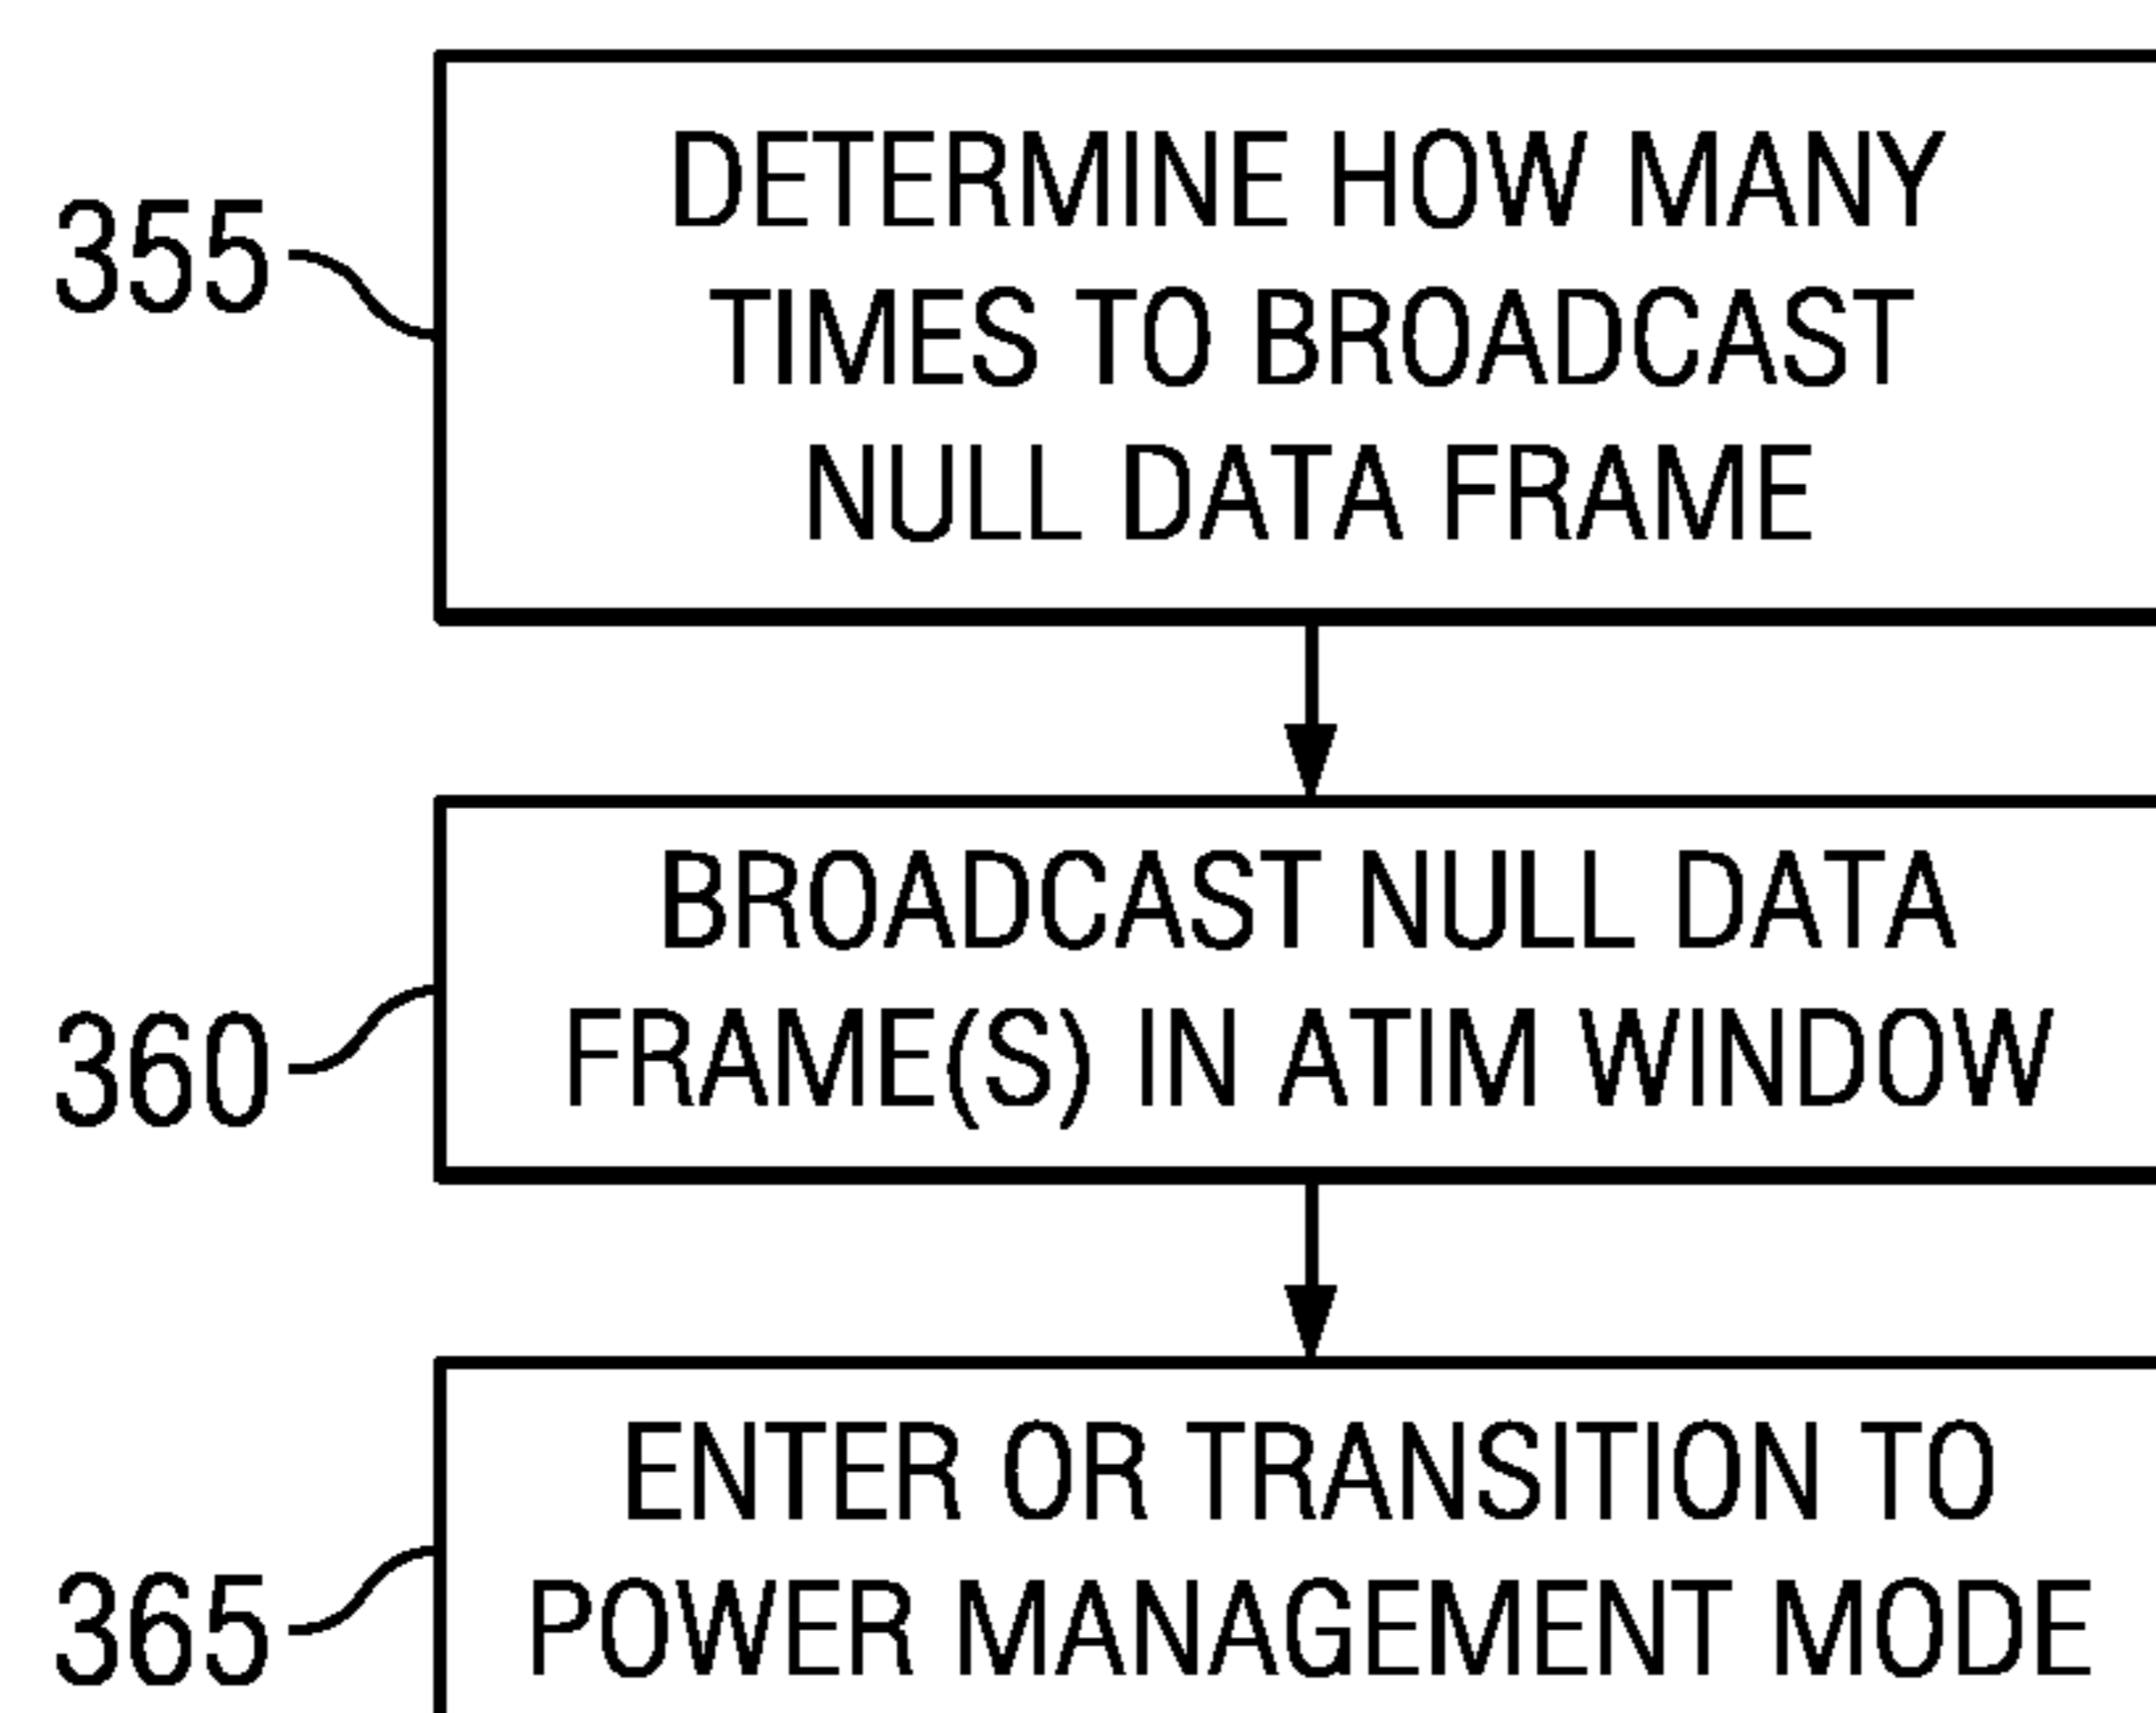 355
DETERMINE HOW MANY
TIMES TO BROADCAST
NULL DATA FRAME
360
BROADCAST NULL DATA
FRAME(S) IN ATIM WINDOW
365
ENTER OR TRANSITION TO
POWER MANAGEMENT MODE